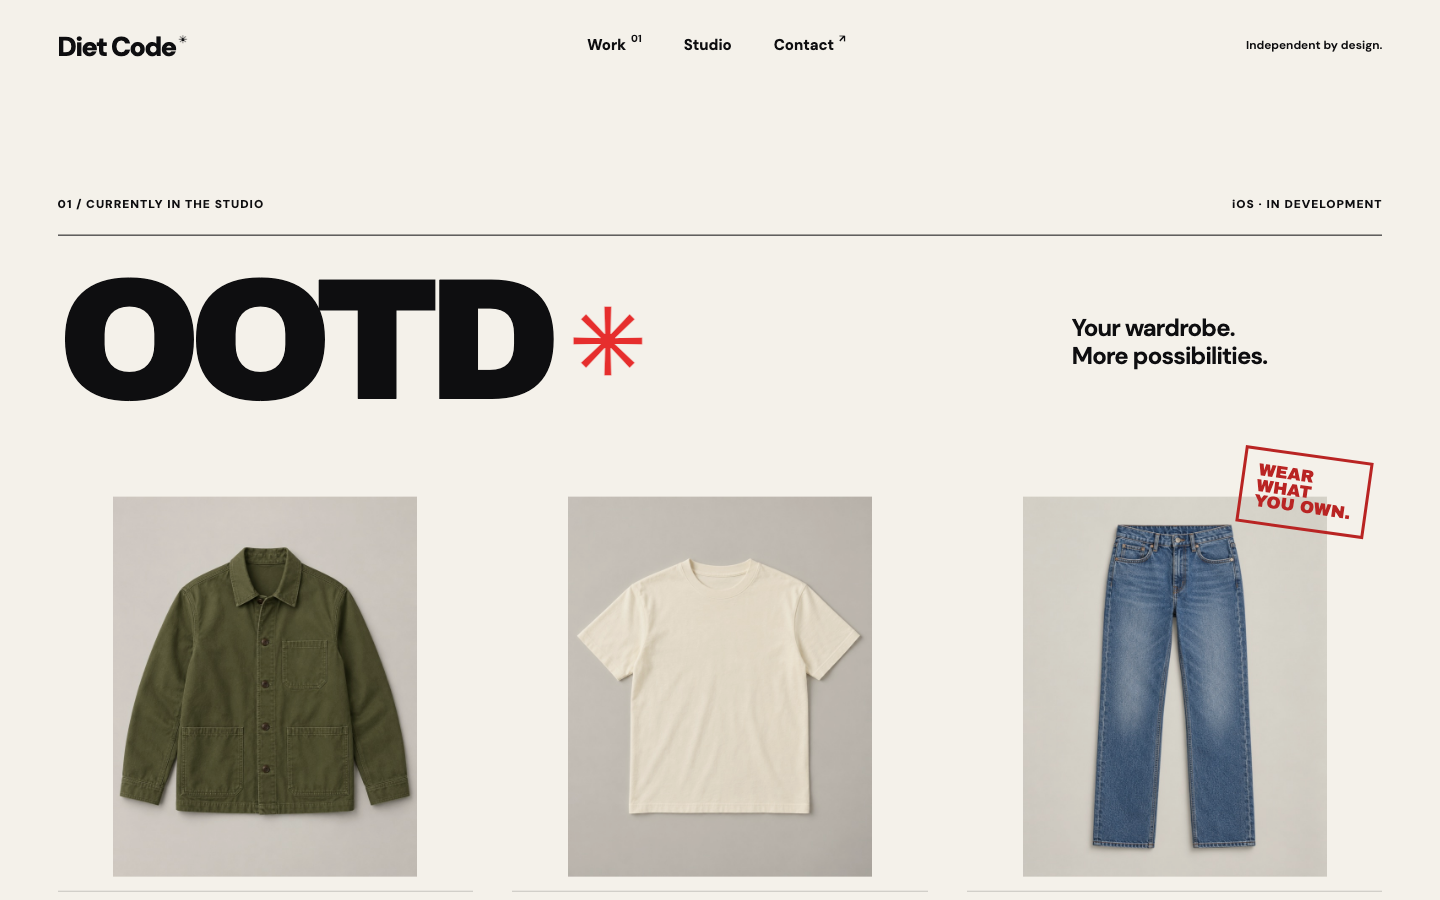 Diet Code*
Work 01
Studio
Contact ↗
Independent by design.
01 / CURRENTLY IN THE STUDIO
iOS · IN DEVELOPMENT
OOTD*
Your wardrobe.
More possibilities.
WEAR
WHAT
YOU OWN.